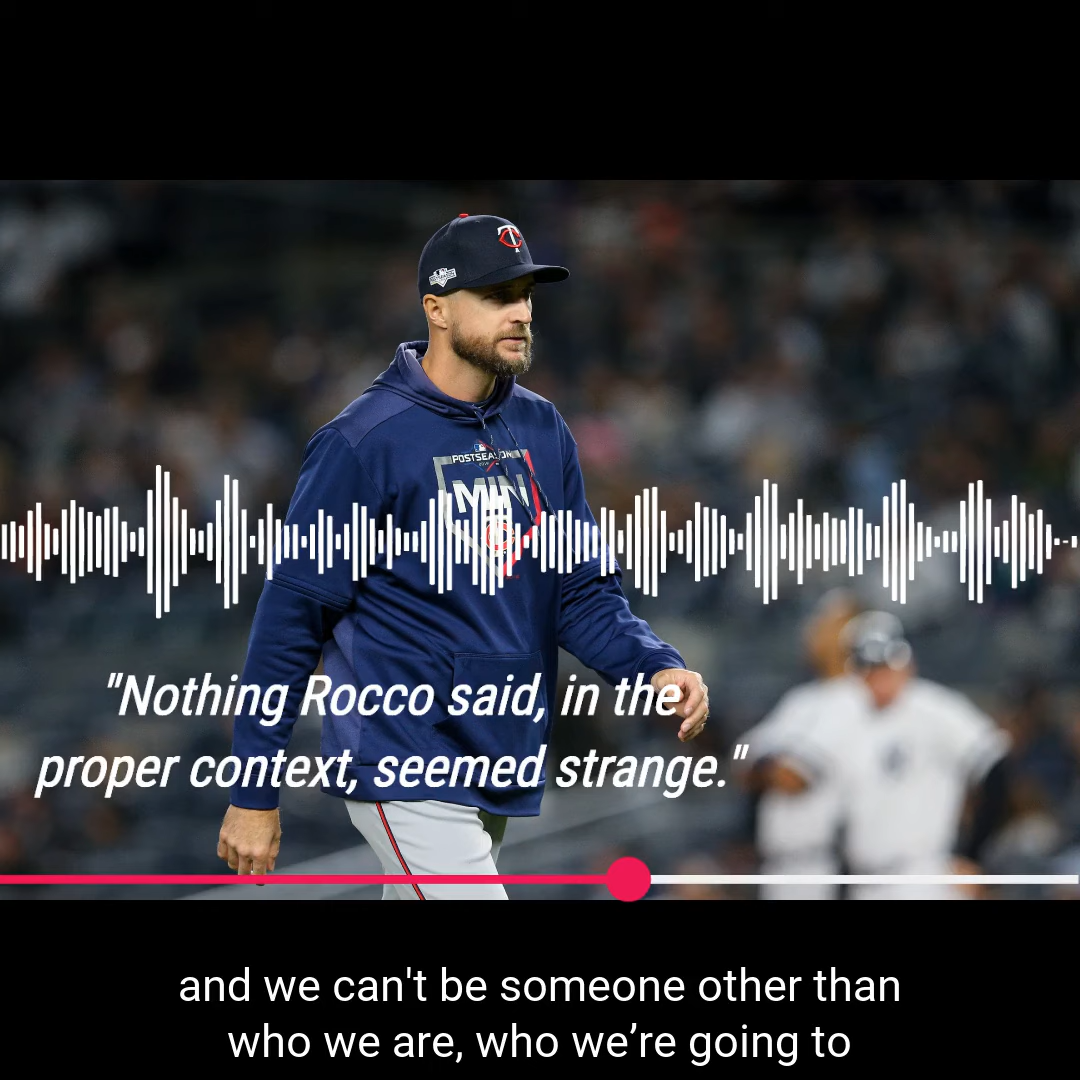 POSTSEASON
MIN
"Nothing Rocco said, in the
proper context, seemed strange."
and we can't be someone other than
who we are, who we’re going to